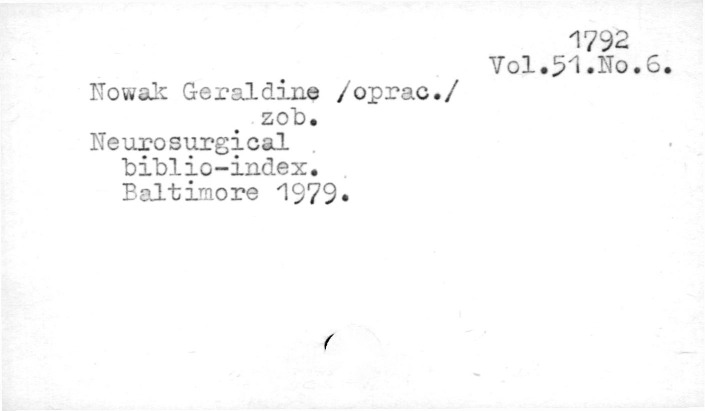 1792
Vol.51.No.6.
Nowak Geraldine /oprac./
zob.
Neurosurgical
biblio-index.
Baltimore 1979.